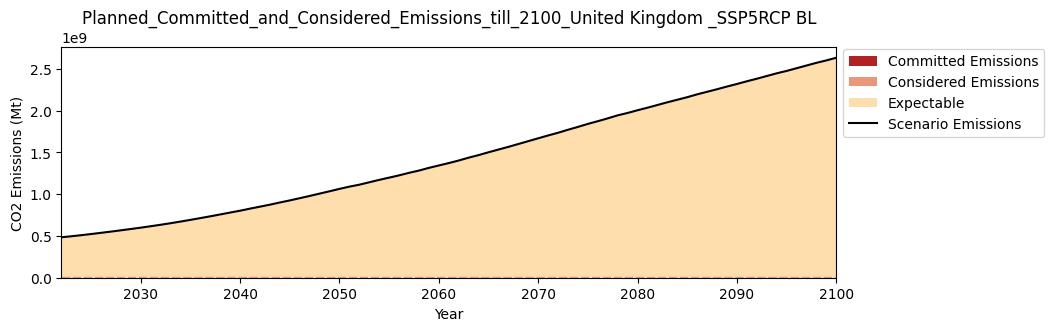 Planned_Committed_and_Considered_Emissions_till_2100_United Kingdom _SSP5RCP BL
1e9
2.5
2.0
1.5
1.0
0.5
0.0
CO2 Emissions (Mt)
2030 2040 2050 2060 2070 2080 2090 2100
Year
Committed Emissions
Considered Emissions
Expectable
Scenario Emissions